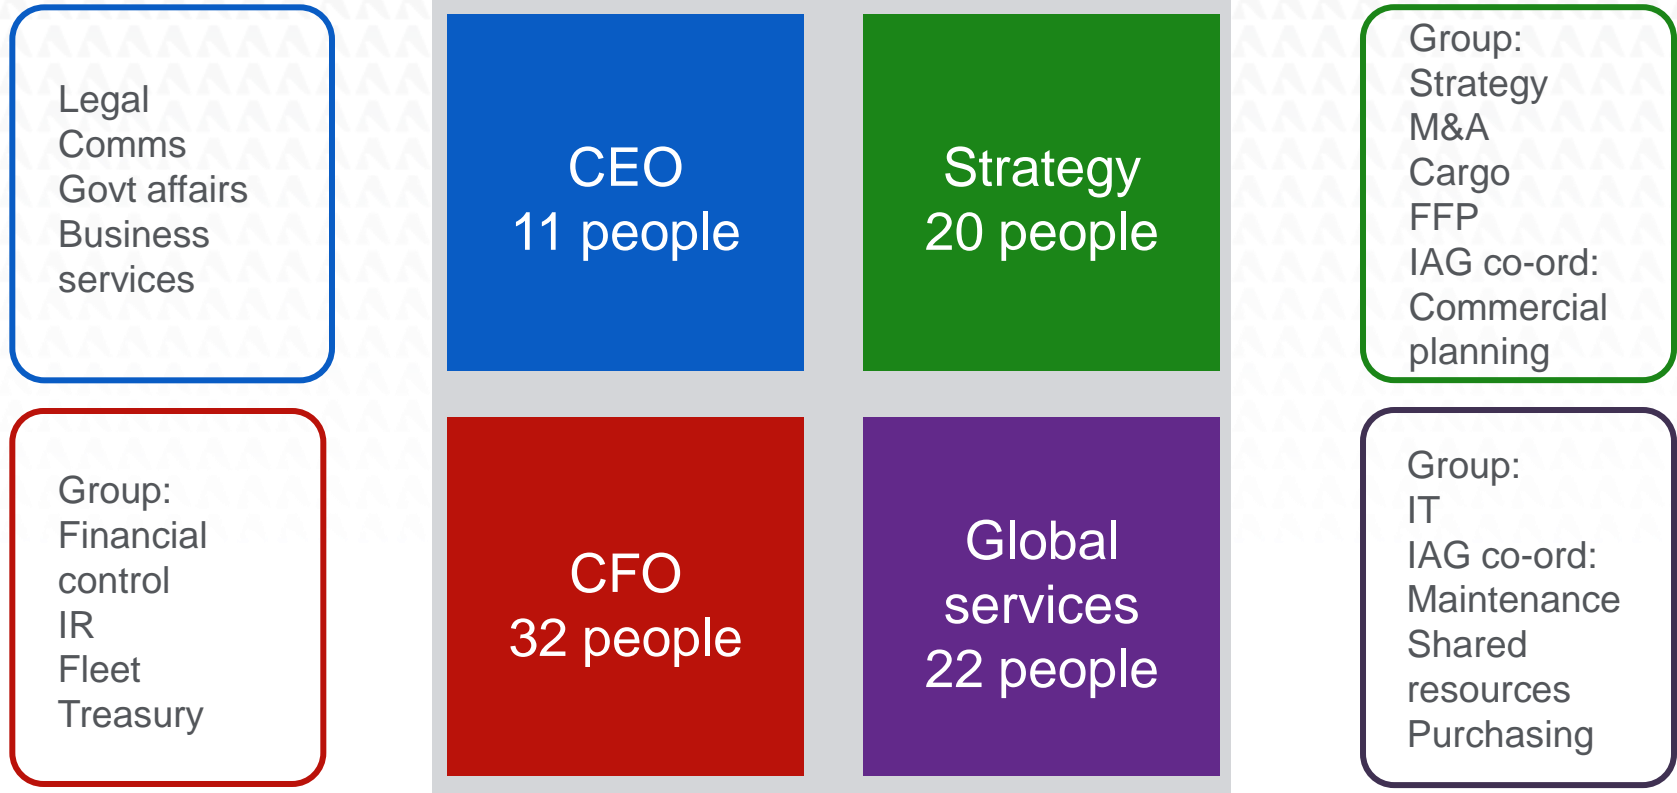 Legal
Comms
Govt affairs
Business
services
CEO
11 people
Strategy
20 people
Group:
Strategy
M&A
Cargo
FFP
IAG co-ord:
Commercial
planning
Group:
Financial
control
IR
Fleet
Treasury
CFO
32 people
Global
services
22 people
Group:
IT
IAG co-ord:
Maintenance
Shared
resources
Purchasing